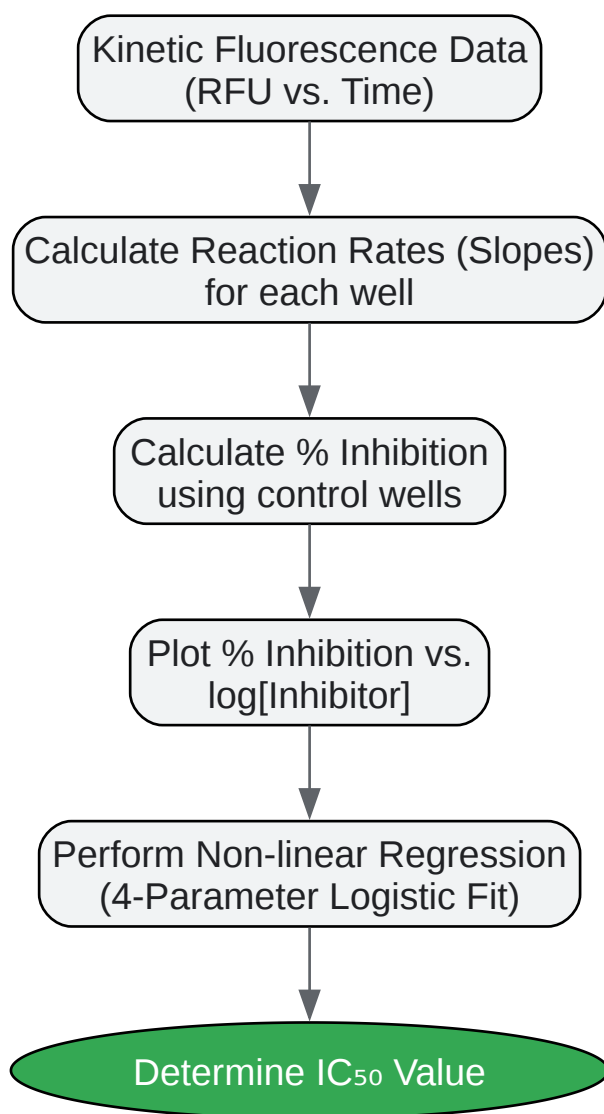 Kinetic Fluorescence Data
(RFU vs. Time)
Calculate Reaction Rates (Slopes)
for each well
Calculate % Inhibition
using control wells
Plot % Inhibition vs.
log[Inhibitor]
Perform Non-linear Regression
(4-Parameter Logistic Fit)
Determine IC₅₀ Value